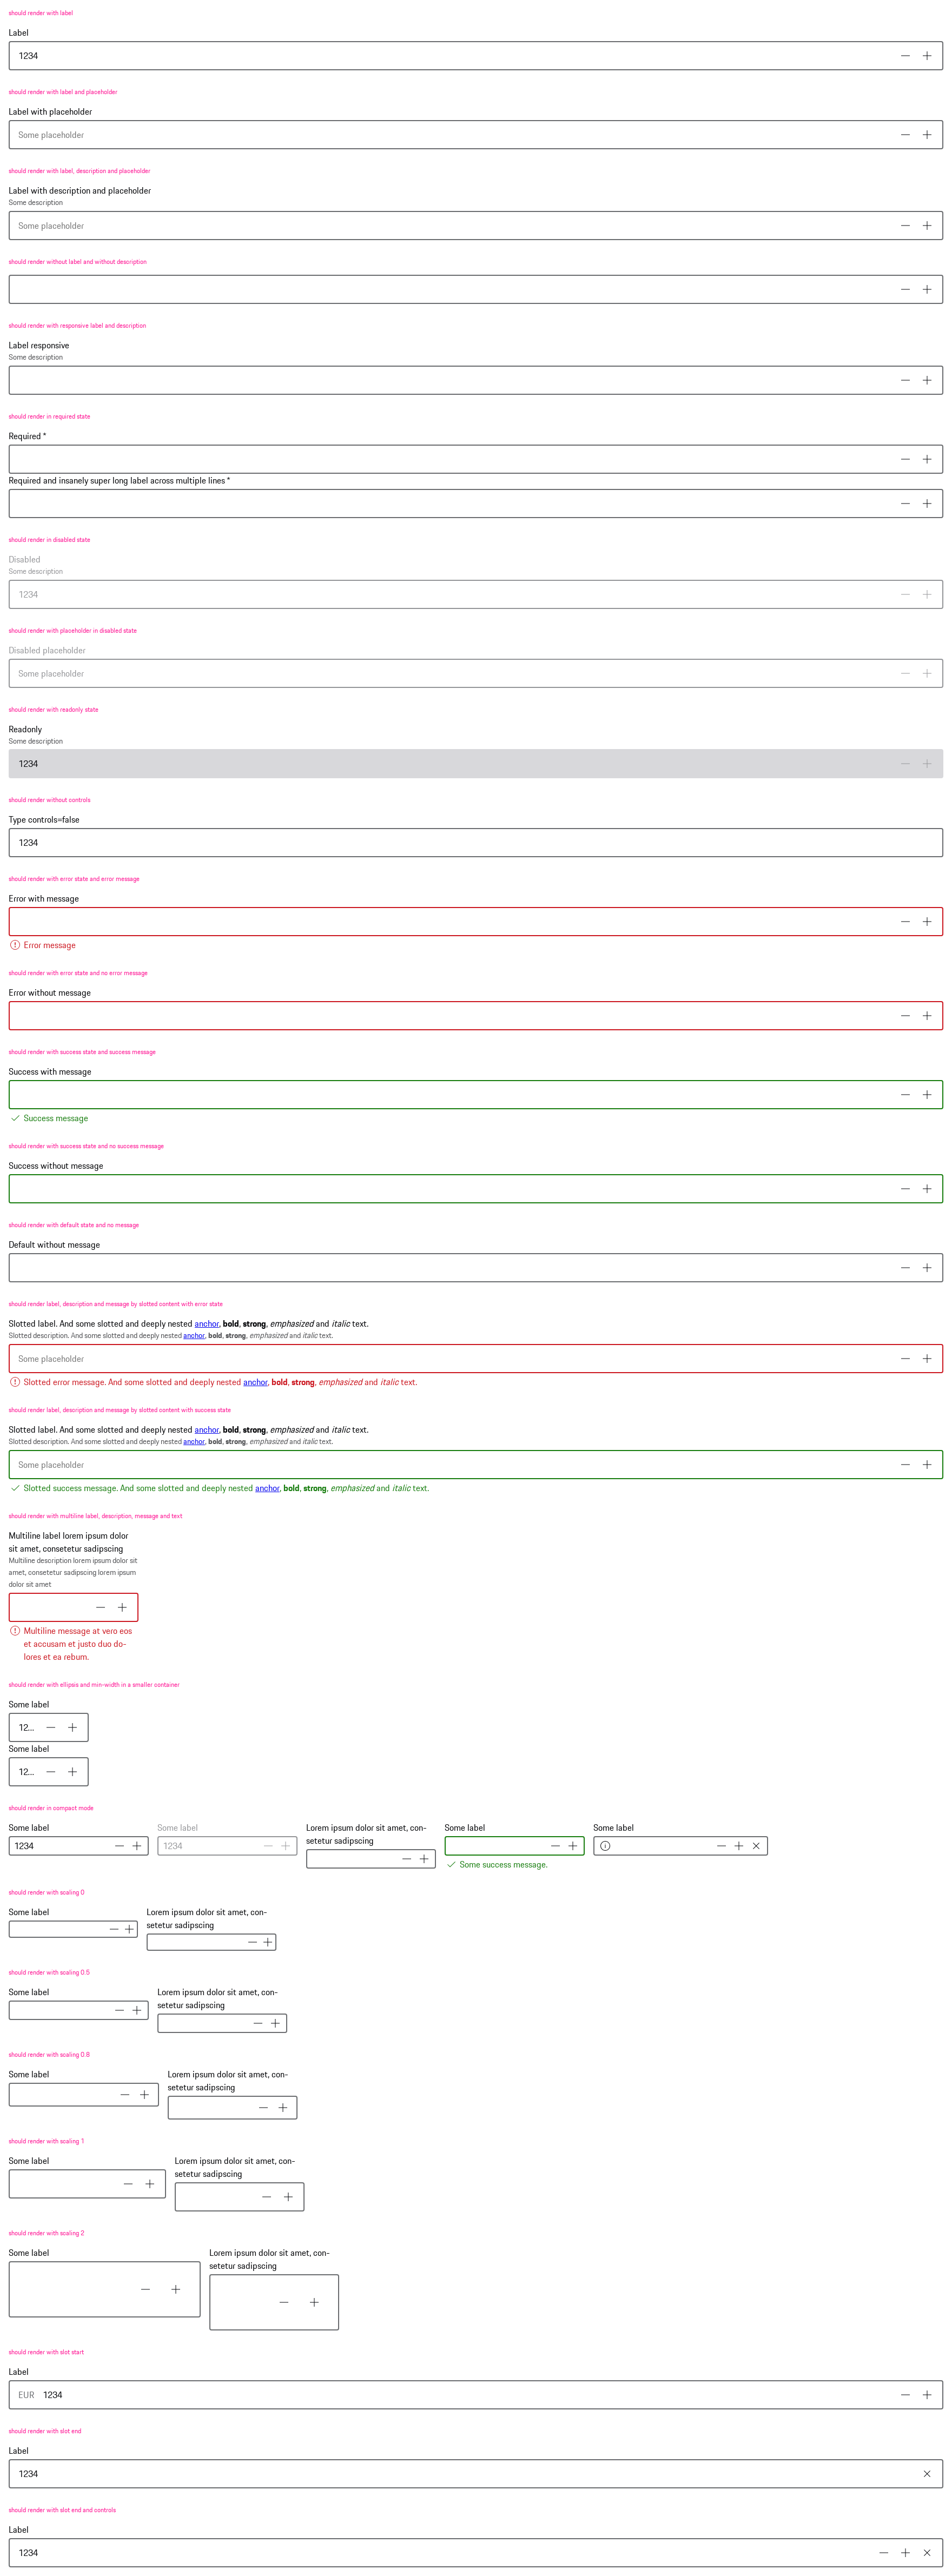 should render with label
Label
1234
should render with label and placeholder
Label with placeholder
Some placeholder
should render with label, description and placeholder
Label with description and placeholder
Some description
Some placeholder
should render without label and without description
should render with responsive label and description
Label responsive
Some description
should render in required state
Required *
Required and insanely super long label across multiple lines *
should render in disabled state
Disabled
Some description
1234
should render with placeholder in disabled state
Disabled placeholder
Some placeholder
should render with readonly state
Readonly
Some description
1234
should render without controls
Type controls=false
1234
should render with error state and error message
Error with message
Error message
should render with error state and no error message
Error without message
should render with success state and success message
Success with message
Success message
should render with success state and no success message
Success without message
should render with default state and no message
Default without message
should render label, description and message by slotted content with error state
Slotted label. And some slotted and deeply nested anchor, bold, strong, emphasized and italic text.
Slotted description. And some slotted and deeply nested anchor, bold, strong, emphasized and italic text.
Some placeholder
Slotted error message. And some slotted and deeply nested anchor, bold, strong, emphasized and italic text.
should render label, description and message by slotted content with success state
Slotted label. And some slotted and deeply nested anchor, bold, strong, emphasized and italic text.
Slotted description. And some slotted and deeply nested anchor, bold, strong, emphasized and italic text.
Some placeholder
Slotted success message. And some slotted and deeply nested anchor, bold, strong, emphasized and italic text.
should render with multiline label, description, message and text
Multiline label lorem ipsum dolor
sit amet, consetetur sadipscing
Multiline description lorem ipsum dolor sit
amet, consetetur sadipscing lorem ipsum
dolor sit amet
Multiline message at vero eos
et accusam et justo duo do-
lores et ea rebum.
should render with ellipsis and min-width in a smaller container
Some label
12...
Some label
12...
should render in compact mode
Some label
1234
Some label
1234
Lorem ipsum dolor sit amet, con-
setetur sadipscing
Some label
Some success message.
Some label
should render with scaling 0
Some label
Lorem ipsum dolor sit amet, con-
setetur sadipscing
should render with scaling 0.5
Some label
Lorem ipsum dolor sit amet, con-
setetur sadipscing
should render with scaling 0.8
Some label
Lorem ipsum dolor sit amet, con-
setetur sadipscing
should render with scaling 1
Some label
Lorem ipsum dolor sit amet, con-
setetur sadipscing
should render with scaling 2
Some label
Lorem ipsum dolor sit amet, con-
setetur sadipscing
should render with slot start
Label
EUR 1234
should render with slot end
Label
1234
should render with slot end and controls
Label
1234